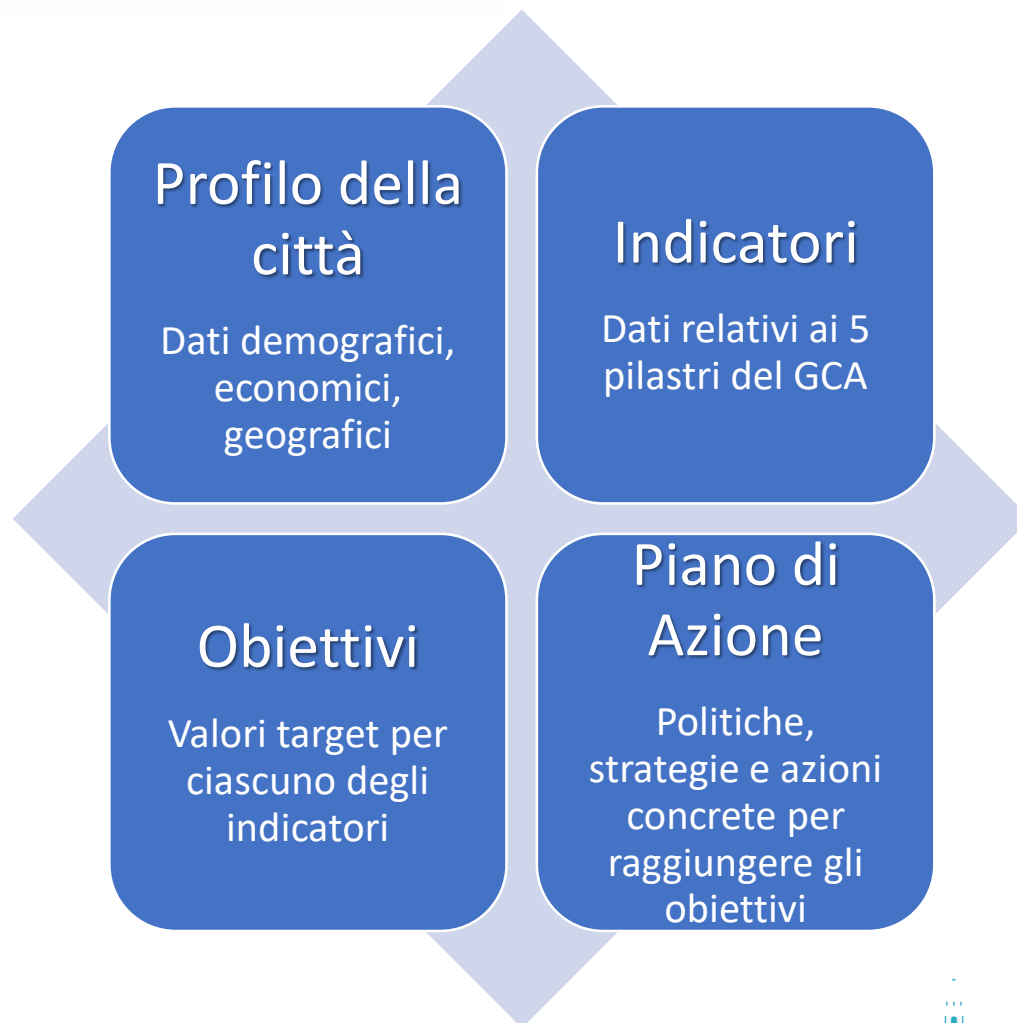 Profilo della
città
Dati demografici,
economici,
geografici
Indicatori
Dati relativi ai 5
pilastri del GCA
Obiettivi
Valori target per
ciascuno degli
indicatori
Piano di
Azione
Politiche,
strategie e azioni
concrete per
raggiungere gli
obiettivi